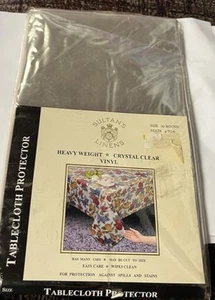 SULTAN'S
LINENS
HEAVY WEIGHT CRYSTAL CLEAR
VINYL
HAS MANY USES MAY BE CUT TO SIZE
EASY CARE WIPES CLEAN
FOR PROTECTION AGAINST SPILLS AND STAINS
TABLECLOTH PROTECTOR
TABLECLOTH PROTECTOR